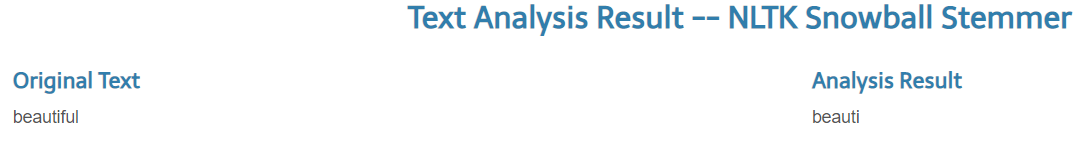 Text Analysis Result -- NLTK Snowball Stemmer
Original Text
Analysis Result
beautiful
beauti